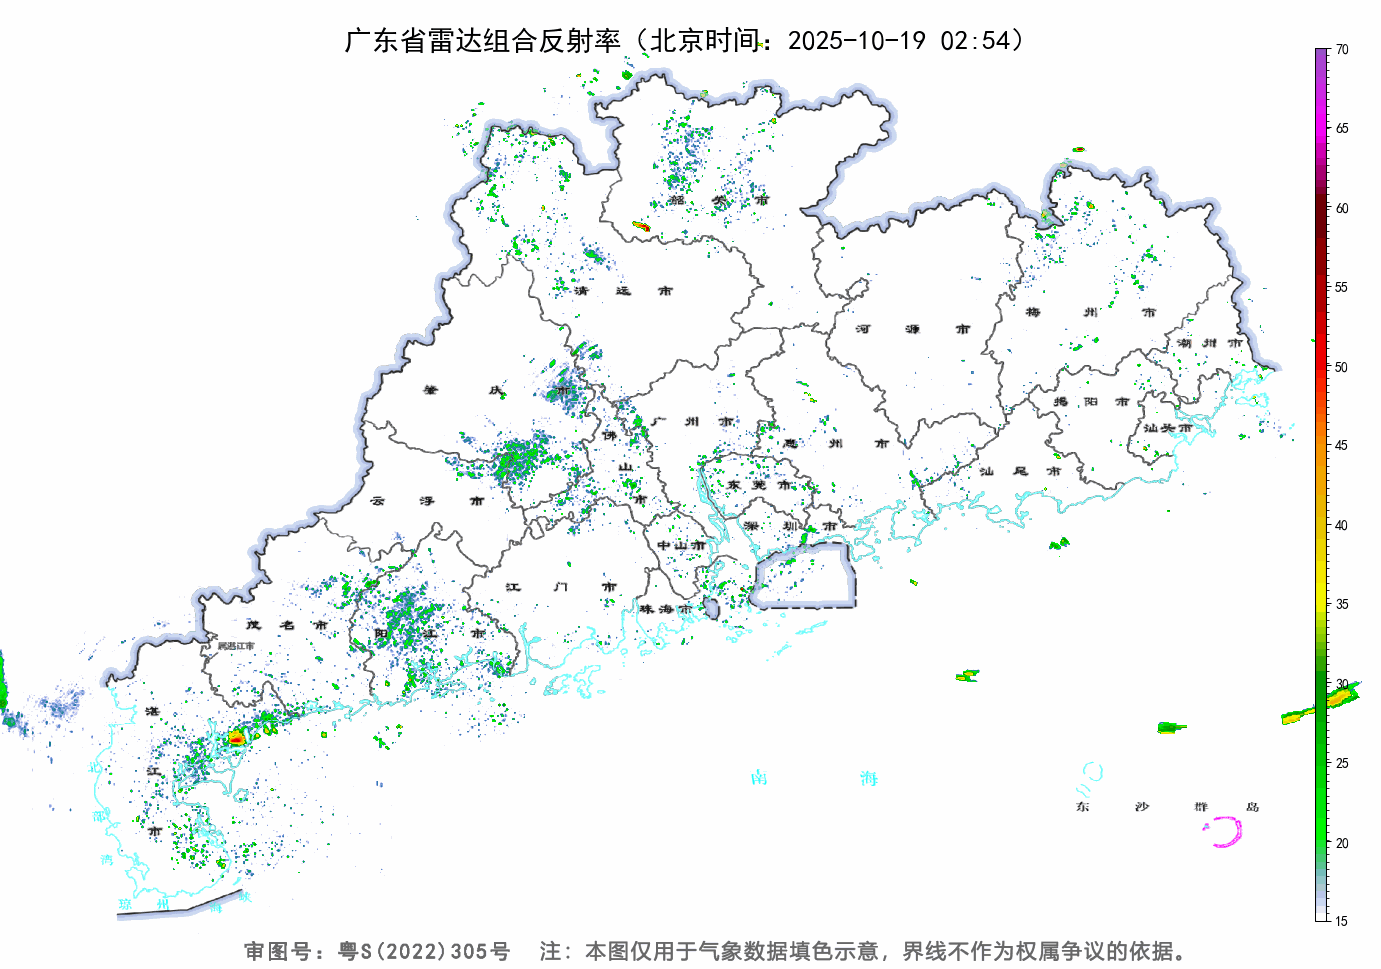 广东省雷达组合反射率（北京时间：2025-10-19 02:54）
70
65
60
55
50
45
40
35
30
25
20
15
韶关市
清远市
河源市
梅州市
潮州市
肇庆市
广州市
佛山市
惠州市
揭阳市
汕头市
汕尾市
云浮市
东莞市
深圳市
中山市
江门市
珠海市
茂名市
阳江市
属湛江市
湛江市
北部湾
琼州海峡
南海
东沙群岛
审图号：粤S(2022)305号 注：本图仅用于气象数据填色示意，界线不作为权属争议的依据。